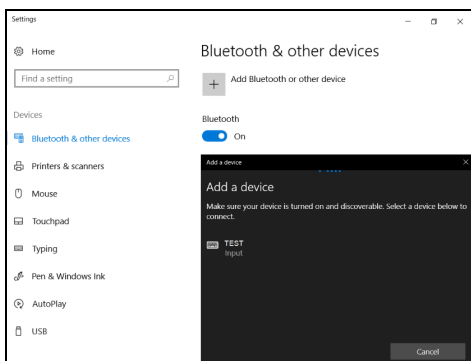 Settings
Home
Find a setting
Devices
Bluetooth & other devices
Printers & scanners
Mouse
Touchpad
Typing
Pen & Windows Ink
AutoPlay
USB
Bluetooth & other devices
Add Bluetooth or other device
Bluetooth
On
Add a device
Add a device
Make sure your device is turned on and discoverable. Select a device below to
connect.
TEST
Input
Cancel